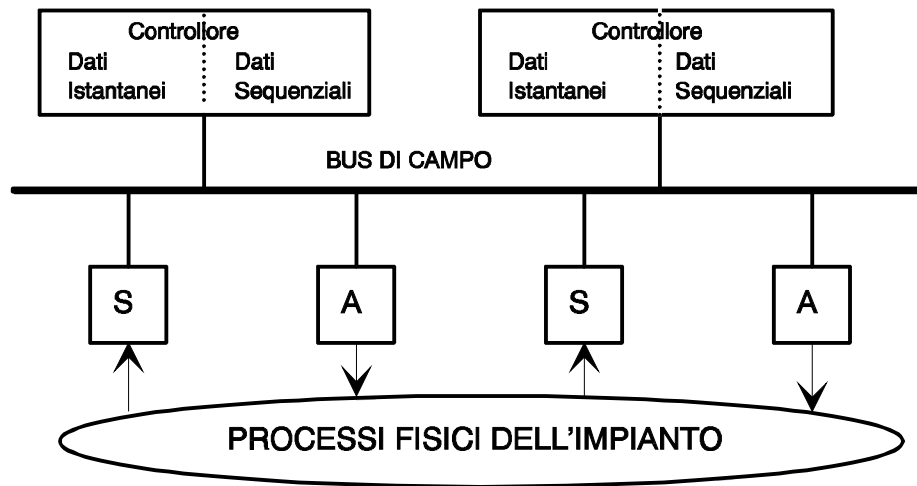 Controllore
Dati
Istantanei
Dati
Sequenziali
Controllore
Dati
Istantanei
Dati
Sequenziali
BUS DI CAMPO
S
A
S
A
PROCESSI FISICI DELL'IMPIANTO